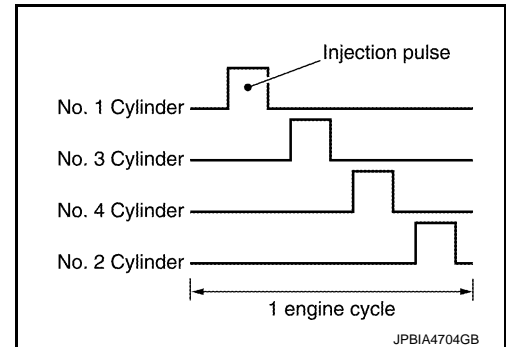 Injection pulse
No. 1 Cylinder
No. 3 Cylinder
No. 4 Cylinder
No. 2 Cylinder
1 engine cycle
JPBIA4704GB